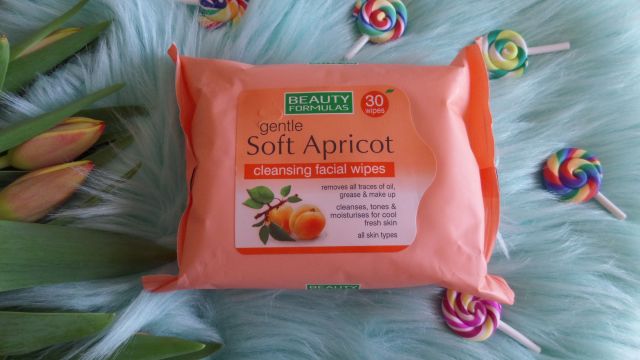 BEAUTY
FORMULAS
30
wipes
gentle
Soft Apricot
cleansing facial wipes
removes all traces of oil,
grease & make up
cleanses, tones &
moisturises for cool
fresh skin
all skin types
BEAUTY